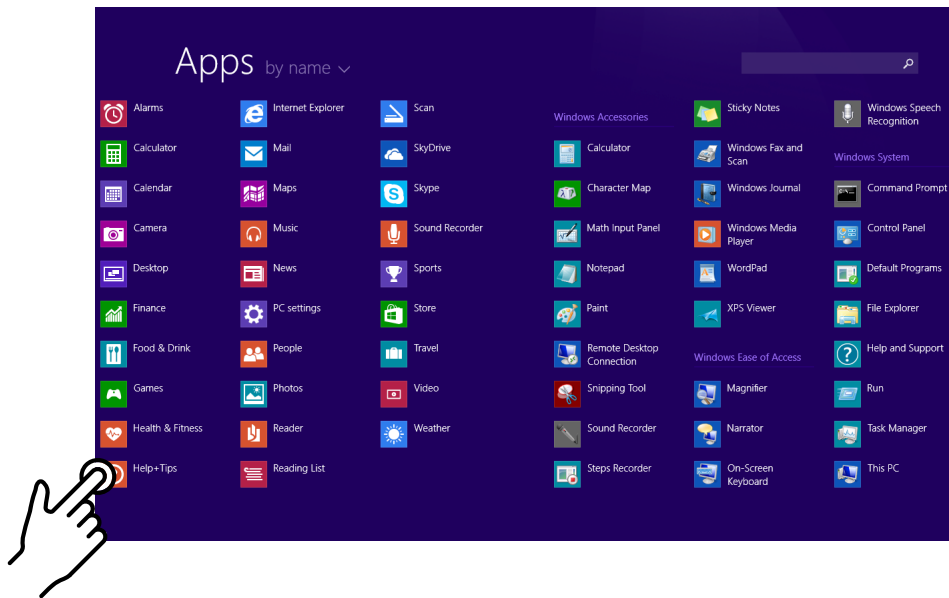 Apps by name
Alarms
Calculator
Calendar
Camera
Desktop
Finance
Food & Drink
Games
Health & Fitness
Help+Tips
Internet Explorer
Mail
Maps
Music
News
PC settings
People
Photos
Reader
Reading List
Scan
SkyDrive
Skype
Sound Recorder
Sports
Store
Travel
Video
Weather
Windows Accessories
Calculator
Character Map
Math Input Panel
Notepad
Paint
Remote Desktop
Connection
Snipping Tool
Sound Recorder
Steps Recorder
Sticky Notes
Windows Fax and
Scan
Windows Journal
Windows Media
Player
WordPad
XPS Viewer
Windows Ease of Access
Magnifier
Narrator
On-Screen
Keyboard
Windows Speech
Recognition
Windows System
Command Prompt
Control Panel
Default Programs
File Explorer
Help and Support
Run
Task Manager
This PC